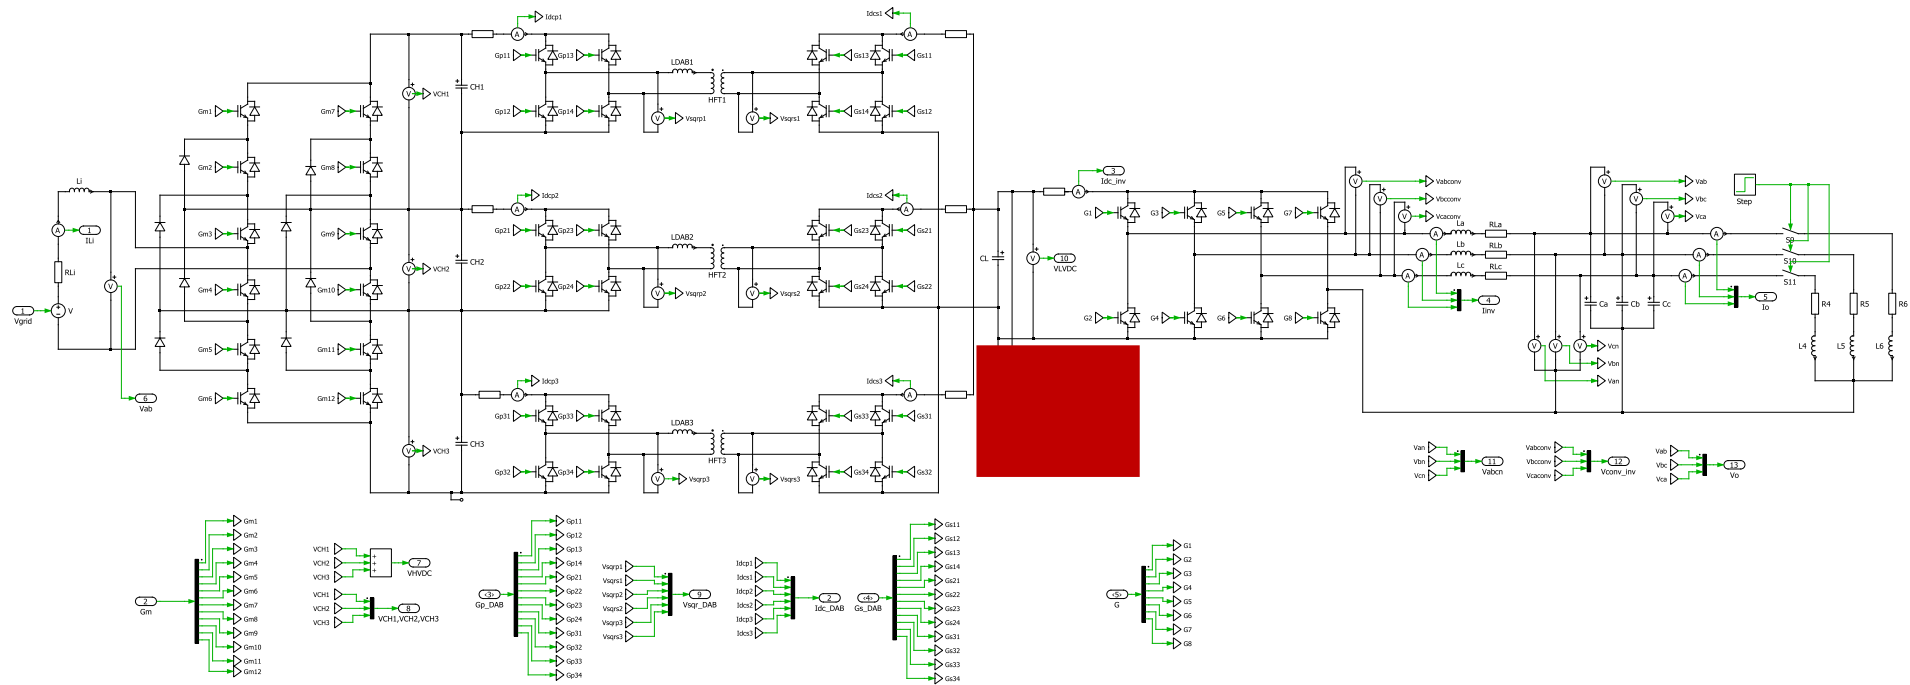 Idcp1
Idcs1
A
A
Gp11
Gp13
Gs13
Gs11
LDAB1
V
VCH1
CH1
HFT1
Gm1
Gm7
Gp12
Gp14
V
Vsqrp1
V
Vsqrs1
Gs14
Gs12
Gm2
Gm8
Li
3
Idc_inv
V
Vabconv
V
Vab
Step
Idcp2
Idcs2
A
V
Vbcconv
V
Vbc
A
A
G1
G3
G5
G7
V
Vcaconv
V
Vca
A
1
ILi
Gm3
Gm9
Gp21
Gp23
Gs23
Gs21
La
RLa
A
A
S9
LDAB2
Lb
RLb
A
A
S10
V
VCH2
CH2
HFT2
CL
V
10
VLVDC
Lc
RLc
A
A
S11
RLi
V
Gm4
Gm10
Gp22
Gp24
V
Vsqrp2
V
Vsqrs2
Gs24
Gs22
4
Iinv
5
Io
Ca
Cb
Cc
R4
R5
R6
1
Vgrid
V
G2
G4
G6
G8
Gm5
Gm11
V
V
V
Vcn
Vbn
Van
L4
L5
L6
6
Vab
Gm6
Gm12
Idcp3
Idcs3
A
A
Gp31
Gp33
Gs33
Gs31
LDAB3
V
VCH3
CH3
HFT3
Gp32
Gp34
V
Vsqrp3
V
Vsqrs3
Gs34
Gs32
Van
Vbn
Vcn
11
Vabcn
Vabconv
Vbcconv
Vcaconv
12
Vconv_inv
Vab
Vbc
Vca
13
Vo
2
Gm
Gm1
Gm2
Gm3
Gm4
Gm5
Gm6
Gm7
Gm8
Gm9
Gm10
Gm11
Gm12
VCH1
VCH2
VCH3
7
VHVDC
VCH1
VCH2
VCH3
8
VCH1,VCH2,VCH3
<3>
Gp_DAB
Gp11
Gp12
Gp13
Gp14
Gp21
Gp22
Gp23
Gp24
Gp31
Gp32
Gp33
Gp34
Vsqrp1
Vsqrs1
Vsqrp2
Vsqrs2
Vsqrp3
Vsqrs3
9
Vsqr_DAB
Idcp1
Idcs1
Idcp2
Idcs2
Idcp3
Idcs3
2
Idc_DAB
<4>
Gs_DAB
Gs11
Gs12
Gs13
Gs14
Gs21
Gs22
Gs23
Gs24
Gs31
Gs32
Gs33
Gs34
<5>
G
G1
G2
G3
G4
G5
G6
G7
G8